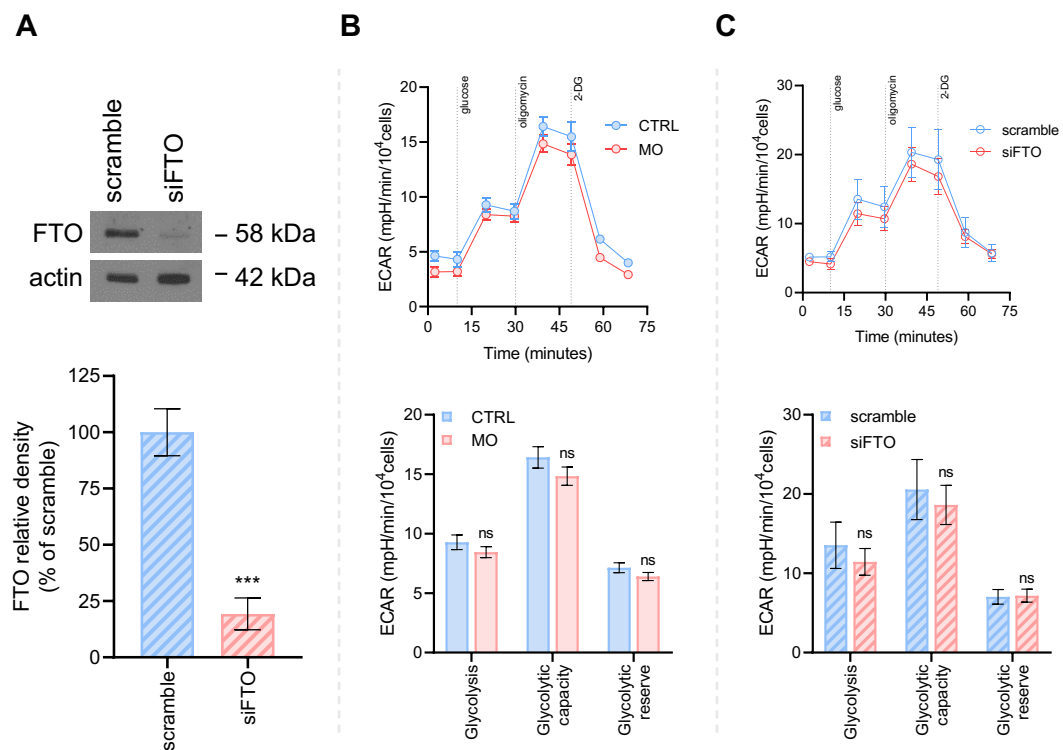 A
scramble
siFTO
FTO
– 58 kDa
actin
– 42 kDa
FTO relative density
(% of scramble)
125
100
75
50
25
0
***
scramble
siFTO
B
glucose
oligomycin
2-DG
ECAR (mpH/min/10⁴cells)
20
15
10
5
0
CTRL
MO
0 15 30 45 60 75
Time (minutes)
ECAR (mpH/min/10⁴cells)
20
15
10
5
0
CTRL
MO
ns
ns
ns
Glycolysis
Glycolytic
capacity
Glycolytic
reserve
C
glucose
oligomycin
2-DG
ECAR (mpH/min/10⁴cells)
30
20
10
0
scramble
siFTO
0 15 30 45 60 75
Time (minutes)
ECAR (mpH/min/10⁴cells)
30
20
10
0
scramble
siFTO
ns
ns
ns
Glycolysis
Glycolytic
capacity
Glycolytic
reserve